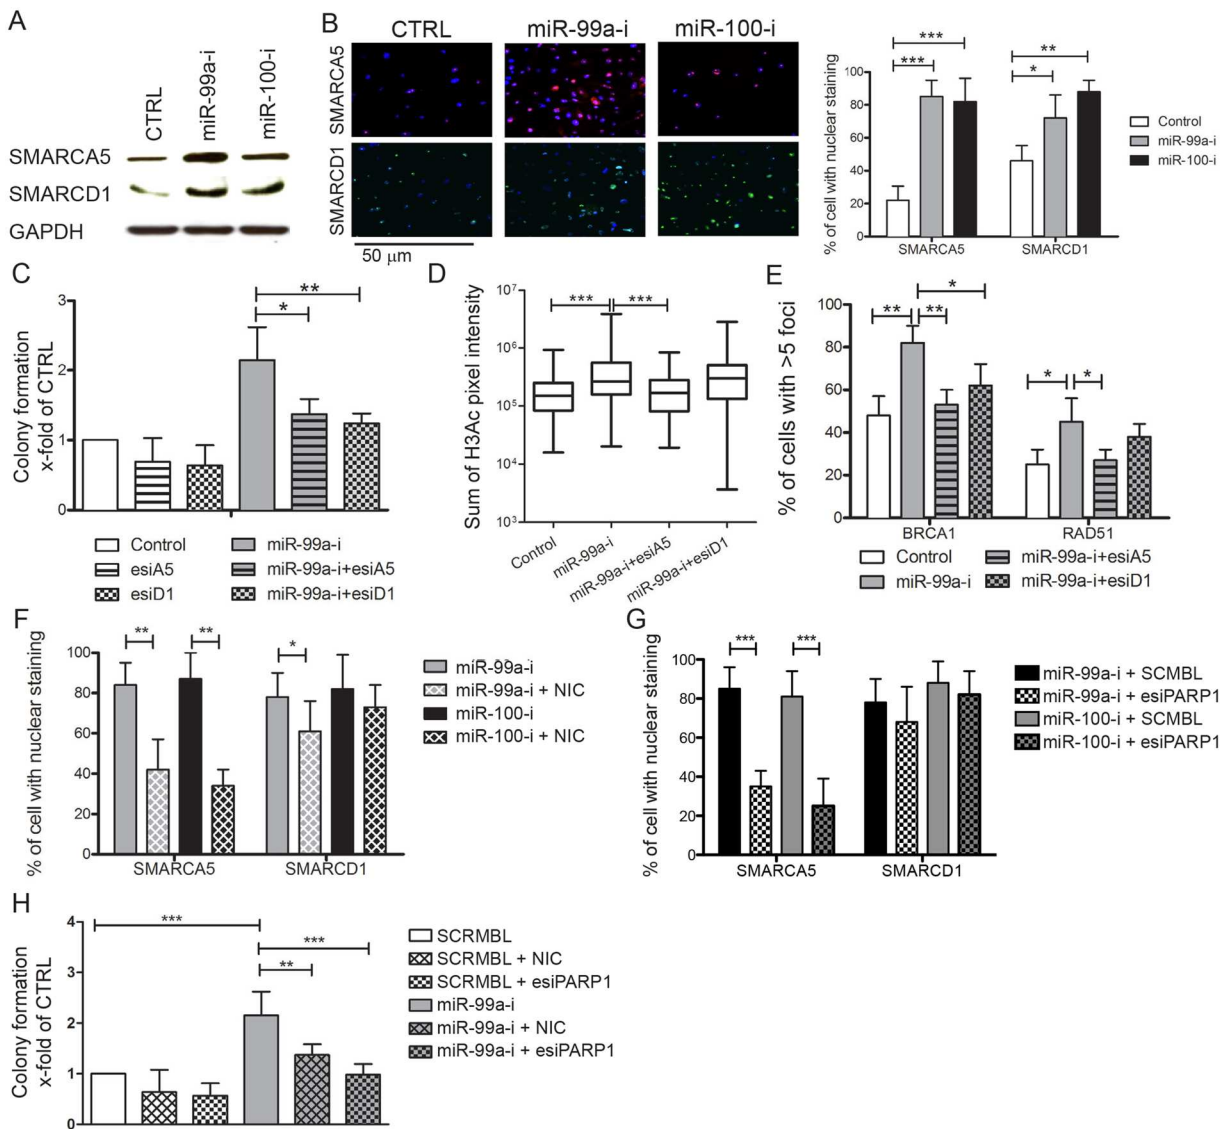 A
CTRL
miR-99a-i
miR-100-i
SMARCA5
SMARCD1
GAPDH
B
CTRL
miR-99a-i
miR-100-i
SMARCA5
SMARCD1
50 μm
% of cell with nuclear staining
100
80
60
40
20
0
***
***
**
*
SMARCA5
SMARCD1
Control
miR-99a-i
miR-100-i
C
Colony formation
x-fold of CTRL
3
2
1
0
**
*
Control
esiA5
esiD1
miR-99a-i
miR-99a-i+esiA5
miR-99a-i+esiD1
D
Sum of H3Ac pixel intensity
10⁷
10⁶
10⁵
10⁴
10³
***
***
Control
miR-99a-i
miR-99a-i+esiA5
miR-99a-i+esiD1
E
% of cells with >5 foci
100
80
60
40
20
0
*
**
**
*
*
BRCA1
RAD51
Control
miR-99a-i
miR-99a-i+esiA5
miR-99a-i+esiD1
F
% of cell with nuclear staining
100
80
60
40
20
0
**
**
*
SMARCA5
SMARCD1
miR-99a-i
miR-99a-i + NIC
miR-100-i
miR-100-i + NIC
G
% of cell with nuclear staining
100
80
60
40
20
0
***
***
SMARCA5
SMARCD1
miR-99a-i + SCMBL
miR-99a-i + esiPARP1
miR-100-i + SCMBL
miR-100-i + esiPARP1
H
Colony formation
x-fold of CTRL
4
3
2
1
0
***
***
**
SCRMBL
SCRMBL + NIC
SCRMBL + esiPARP1
miR-99a-i
miR-99a-i + NIC
miR-99a-i + esiPARP1